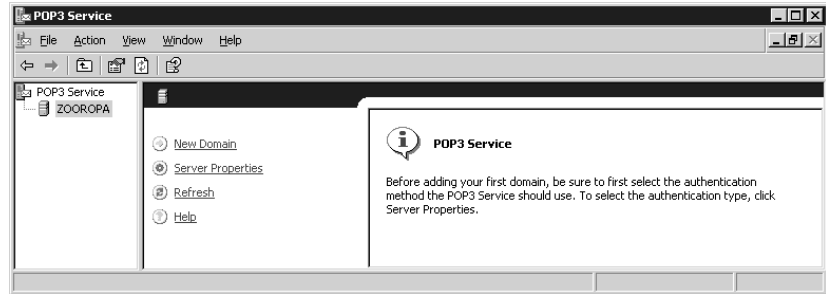 POP3 Service
File Action View Window Help
POP3 Service
ZOOROPA
New Domain
Server Properties
Refresh
Help
POP3 Service
Before adding your first domain, be sure to first select the authentication
method the POP3 Service should use. To select the authentication type, click
Server Properties.